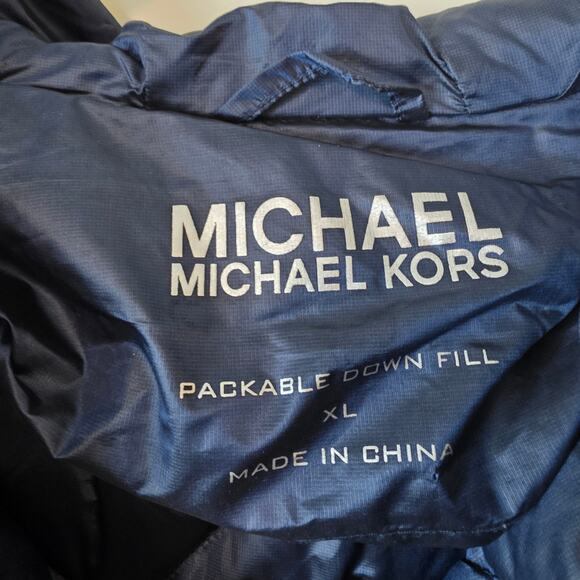 MICHAEL
MICHAEL KORS
PACKABLE DOWN FILL
XL
MADE IN CHINA